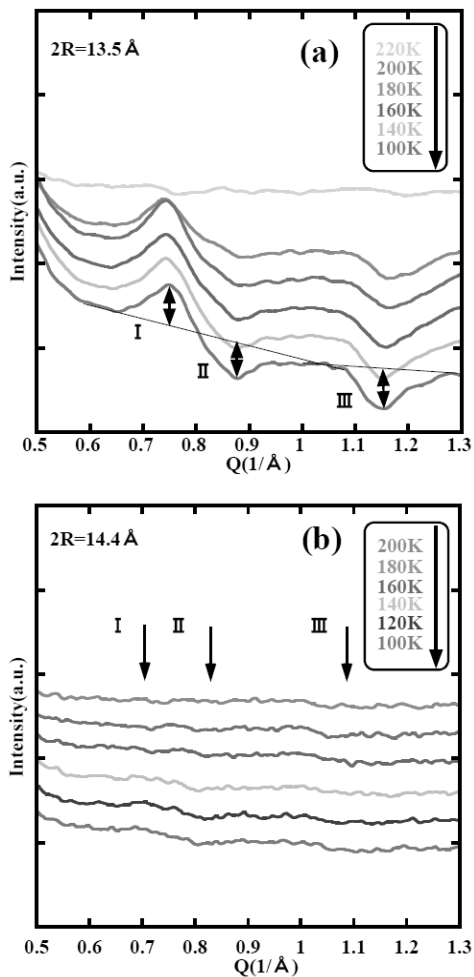 2R=13.5Å
(a)
220K
200K
180K
160K
140K
100K
Intensity(a.u.)
I
II
III
0.5 0.6 0.7 0.8 0.9 1 1.1 1.2 1.3
Q(1/Å)
2R=14.4Å
(b)
200K
180K
160K
140K
120K
100K
I II III
Intensity(a.u.)
0.5 0.6 0.7 0.8 0.9 1 1.1 1.2 1.3
Q(1/Å)